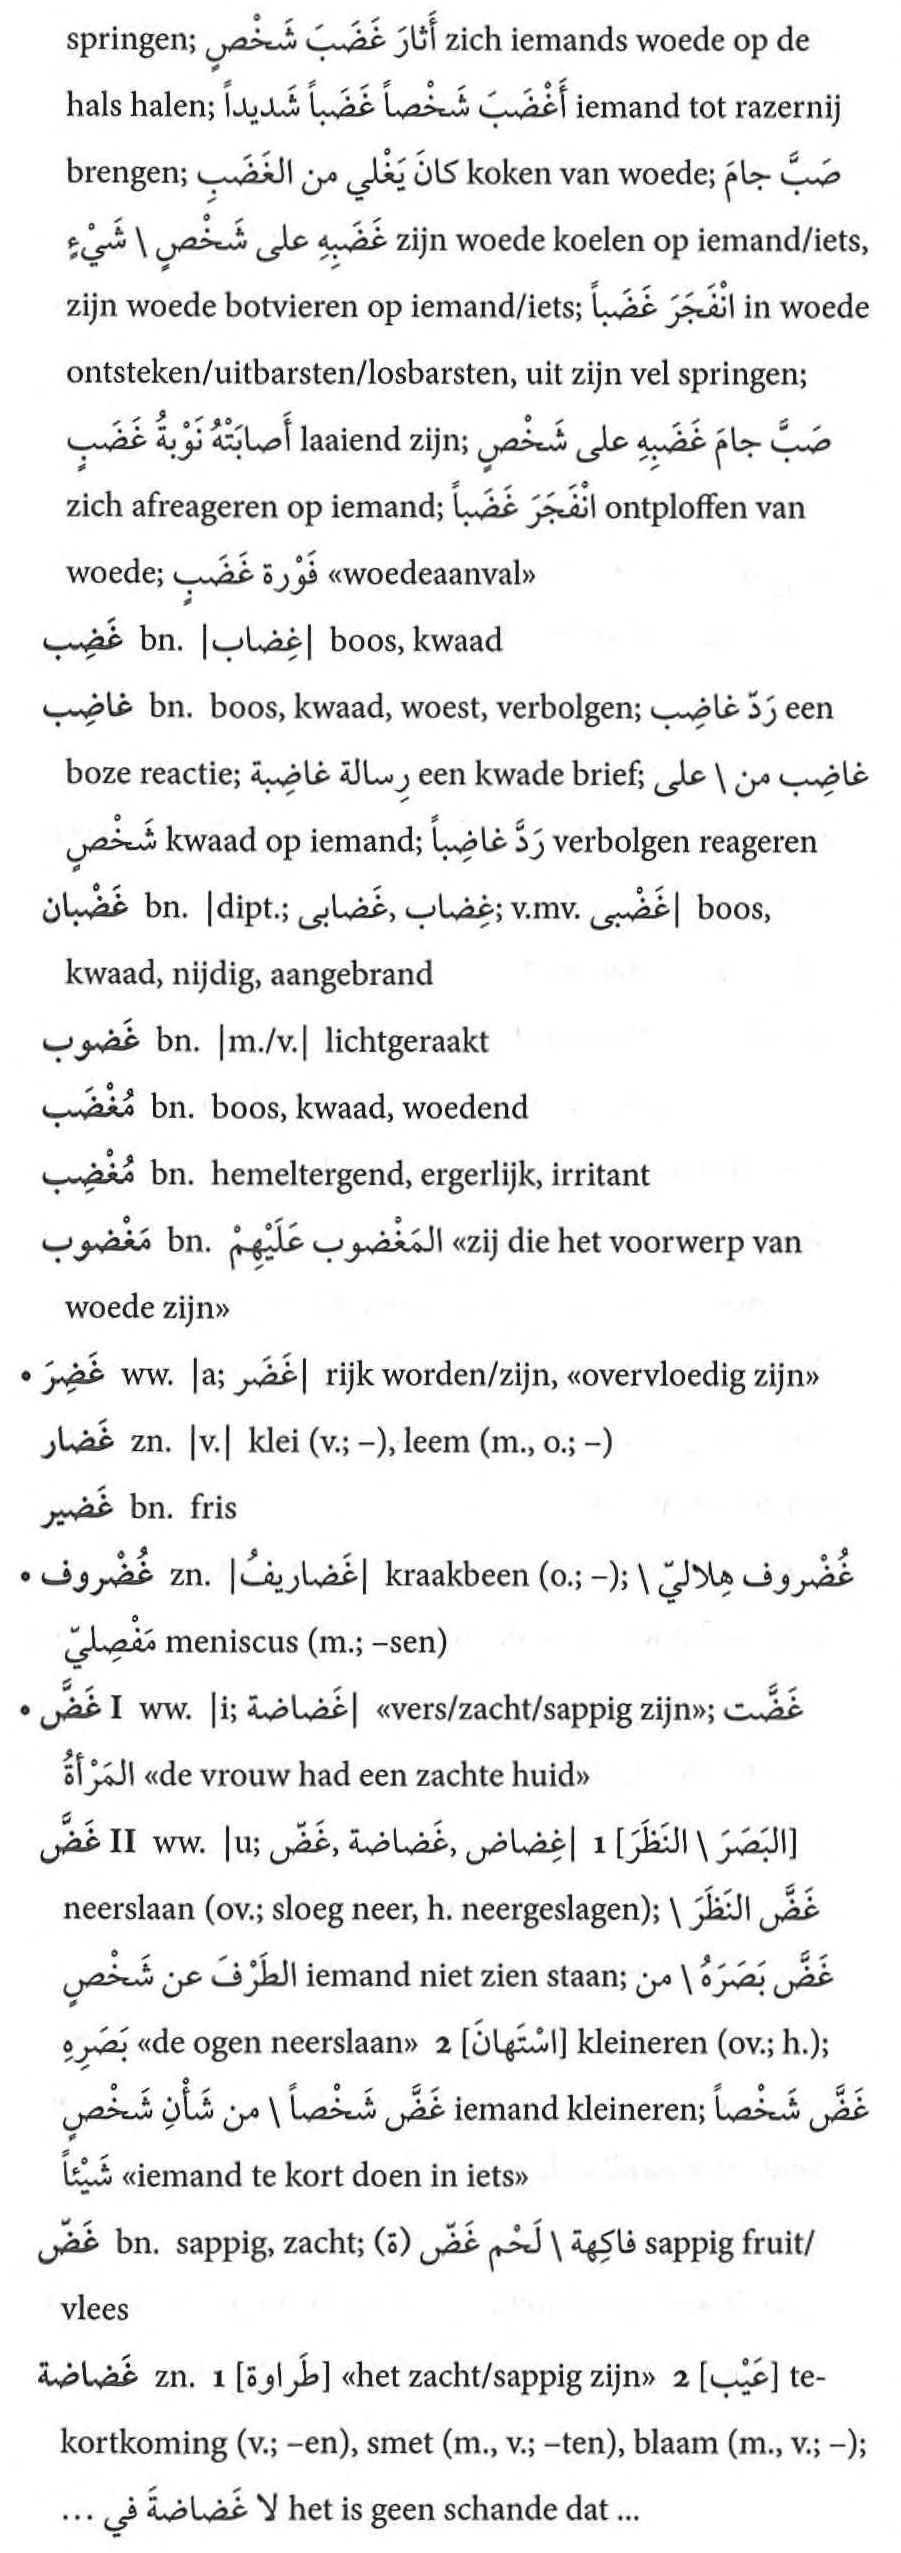 springen; أَثارَ غَضَبَ شَخْصٍ zich iemands woede op de
hals halen; أَغْضَبَ شَخْصاً غَضَباً شَديداً iemand tot razernij
brengen; كانَ يَغْلي من الغَضَبِ koken van woede; صَبَّ جامَ
غَضَبِهِ على شَخْصٍ \ شَيْءٍ zijn woede koelen op iemand/iets,
zijn woede botvieren op iemand/iets; انْفَجَرَ غَضَباً in woede
ontsteken/uitbarsten/losbarsten, uit zijn vel springen;
أَصابَتْهُ نَوْبةُ غَضَبٍ laaiend zijn; صَبَّ جامَ غَضَبِهِ على شَخْصٍ
zich afreageren op iemand; انْفَجَرَ غَضَباً ontploffen van
woede; فَوْرة غَضَبٍ «woedeaanval»
غَضِب bn. |غِضاب| boos, kwaad
غاضِب bn. boos, kwaad, woest, verbolgen; رَدّ غاضِب een
boze reactie; رِسالة غاضِبة een kwade brief; غاضِب من \ على
شَخْصٍ kwaad op iemand; رَدَّ غاضِباً verbolgen reageren
غَضْبان bn. |dipt.; غِضاب, غَضابى; v.mv. غَضْبى| boos,
kwaad, nijdig, aangebrand
غَضوب bn. |m./v.| lichtgeraakt
مُغْضَب bn. boos, kwaad, woedend
مُغْضِب bn. hemeltergend, ergerlijk, irritant
مَغْضوب bn. المَغْضوب عَلَيْهِمْ «zij die het voorwerp van
woede zijn»
• غَضِرَ ww. |a; غَضَر| rijk worden/zijn, «overvloedig zijn»
غَضار zn. |v.| klei (v.; –), leem (m., o.; –)
غَضير bn. fris
• غُضْروف zn. |غَضاريفُ| kraakbeen (o.; –); غُضْروف هِلاليّ \
مَفْصِليّ meniscus (m.; –sen)
• غَضَّ I ww. |i; غَضاضة| «vers/zacht/sappig zijn»; غَضَّت
المَرْأةُ «de vrouw had een zachte huid»
غَضَّ II ww. |u; غِضاض, غَضاضة, غَضّ| 1 [البَصَرَ \ النَظَرَ]
neerslaan (ov.; sloeg neer, h. neergeslagen); غَضَّ النَظَرَ \
الطَرْفَ عن شَخْصٍ iemand niet zien staan; غَضَّ بَصَرَهُ \ من
بَصَرِهِ «de ogen neerslaan» 2 [اسْتَهانَ] kleineren (ov.; h.);
غَضَّ شَخْصاً \ من شَأْنِ شَخْصٍ iemand kleineren; غَضَّ شَخْصاً
شَيْئاً «iemand te kort doen in iets»
غَضّ bn. sappig, zacht; فاكِهة \ لَحْم غَضّ (ة) sappig fruit/
vlees
غَضاضة zn. 1 [طَراوة] «het zacht/sappig zijn» 2 [عَيْب] te-
kortkoming (v.; –en), smet (m., v.; –ten), blaam (m., v.; –);
لا غَضاضةَ في ... het is geen schande dat ...